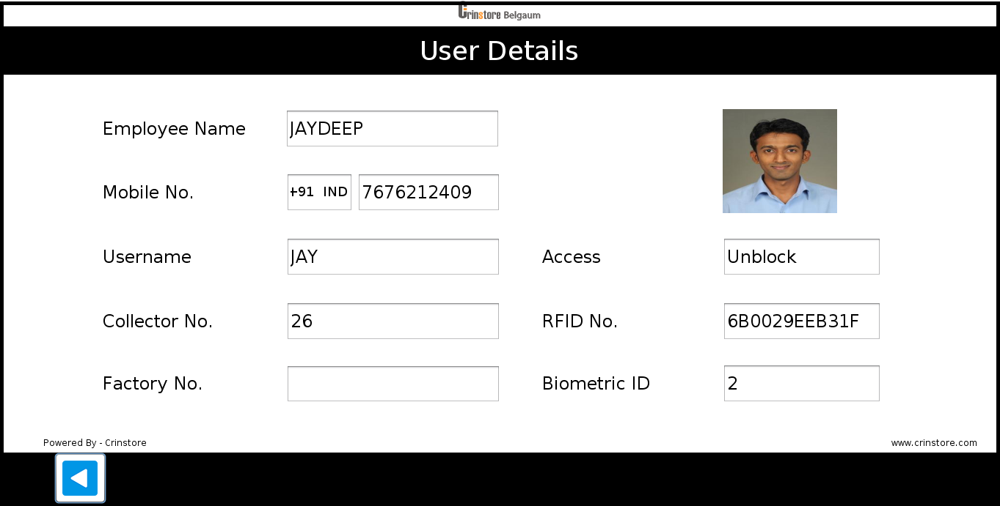 Crinstore Belgaum
User Details
Employee Name JAYDEEP
Mobile No. +91 IND 7676212409
Username JAY Access Unblock
Collector No. 26 RFID No. 6B0029EEB31F
Factory No. Biometric ID 2
Powered By - Crinstore www.crinstore.com